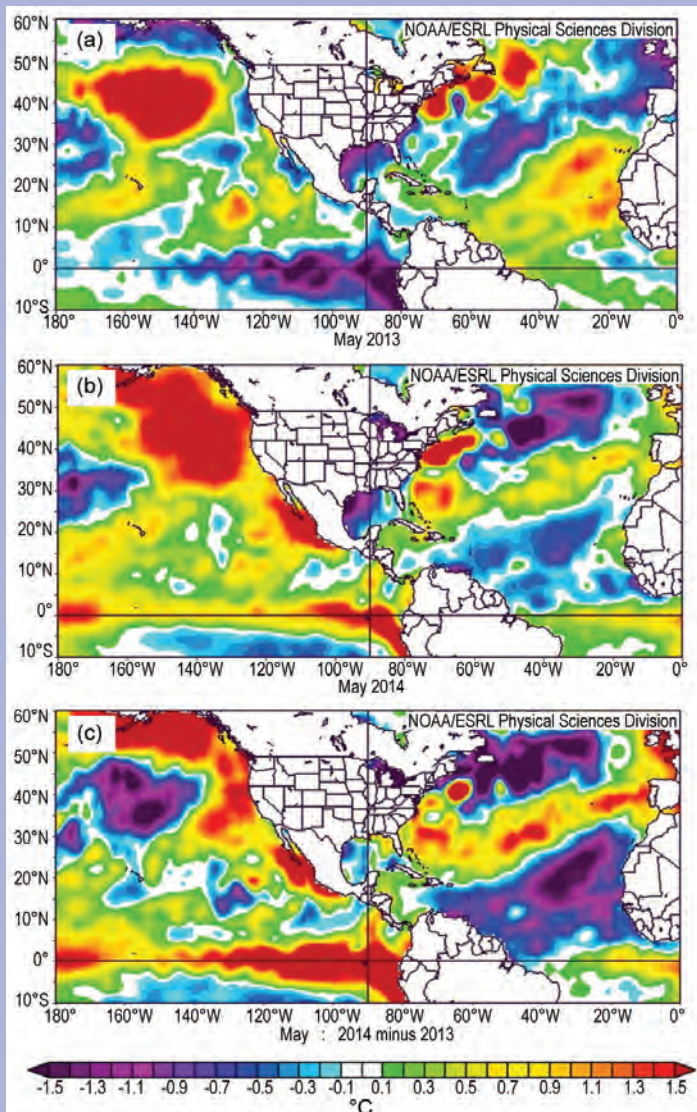 (a)
NOAA/ESRL Physical Sciences Division
60°N
50°N
40°N
30°N
20°N
10°N
0°
10°S
180° 160°W 140°W 120°W 100°W 80°W 60°W 40°W 20°W 0°
May 2013
(b)
NOAA/ESRL Physical Sciences Division
60°N
50°N
40°N
30°N
20°N
10°N
0°
10°S
180° 160°W 140°W 120°W 100°W 80°W 60°W 40°W 20°W 0°
May 2014
(c)
NOAA/ESRL Physical Sciences Division
60°N
50°N
40°N
30°N
20°N
10°N
0°
10°S
180° 160°W 140°W 120°W 100°W 80°W 60°W 40°W 20°W 0°
May : 2014 minus 2013
-1.5 -1.3 -1.1 -0.9 -0.7 -0.5 -0.3 -0.1 0.1 0.3 0.5 0.7 0.9 1.1 1.3 1.5
°C